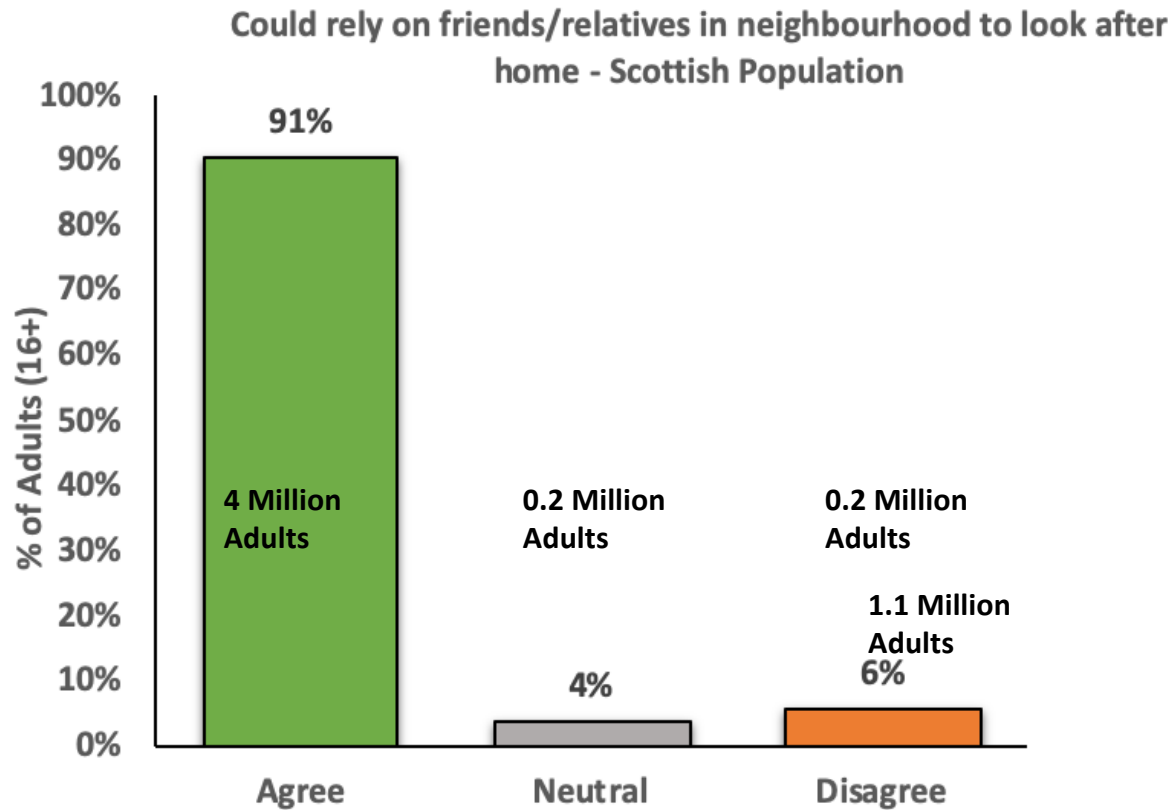 Could rely on friends/relatives in neighbourhood to look after
home - Scottish Population
% of Adults (16+)
100%
90%
80%
70%
60%
50%
40%
30%
20%
10%
0%
91%
4 Million
Adults
0.2 Million
Adults
0.2 Million
Adults
1.1 Million
Adults
4%
6%
Agree
Neutral
Disagree